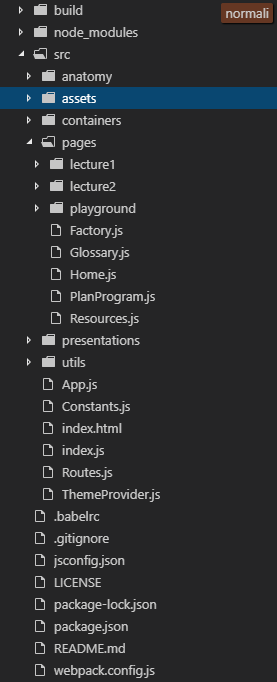 build
normali
node_modules
src
anatomy
assets
containers
pages
lecture1
lecture2
playground
Factory.js
Glossary.js
Home.js
PlanProgram.js
Resources.js
presentations
utils
App.js
Constants.js
index.html
index.js
Routes.js
ThemeProvider.js
.babelrc
.gitignore
jsconfig.json
LICENSE
package-lock.json
package.json
README.md
webpack.config.js